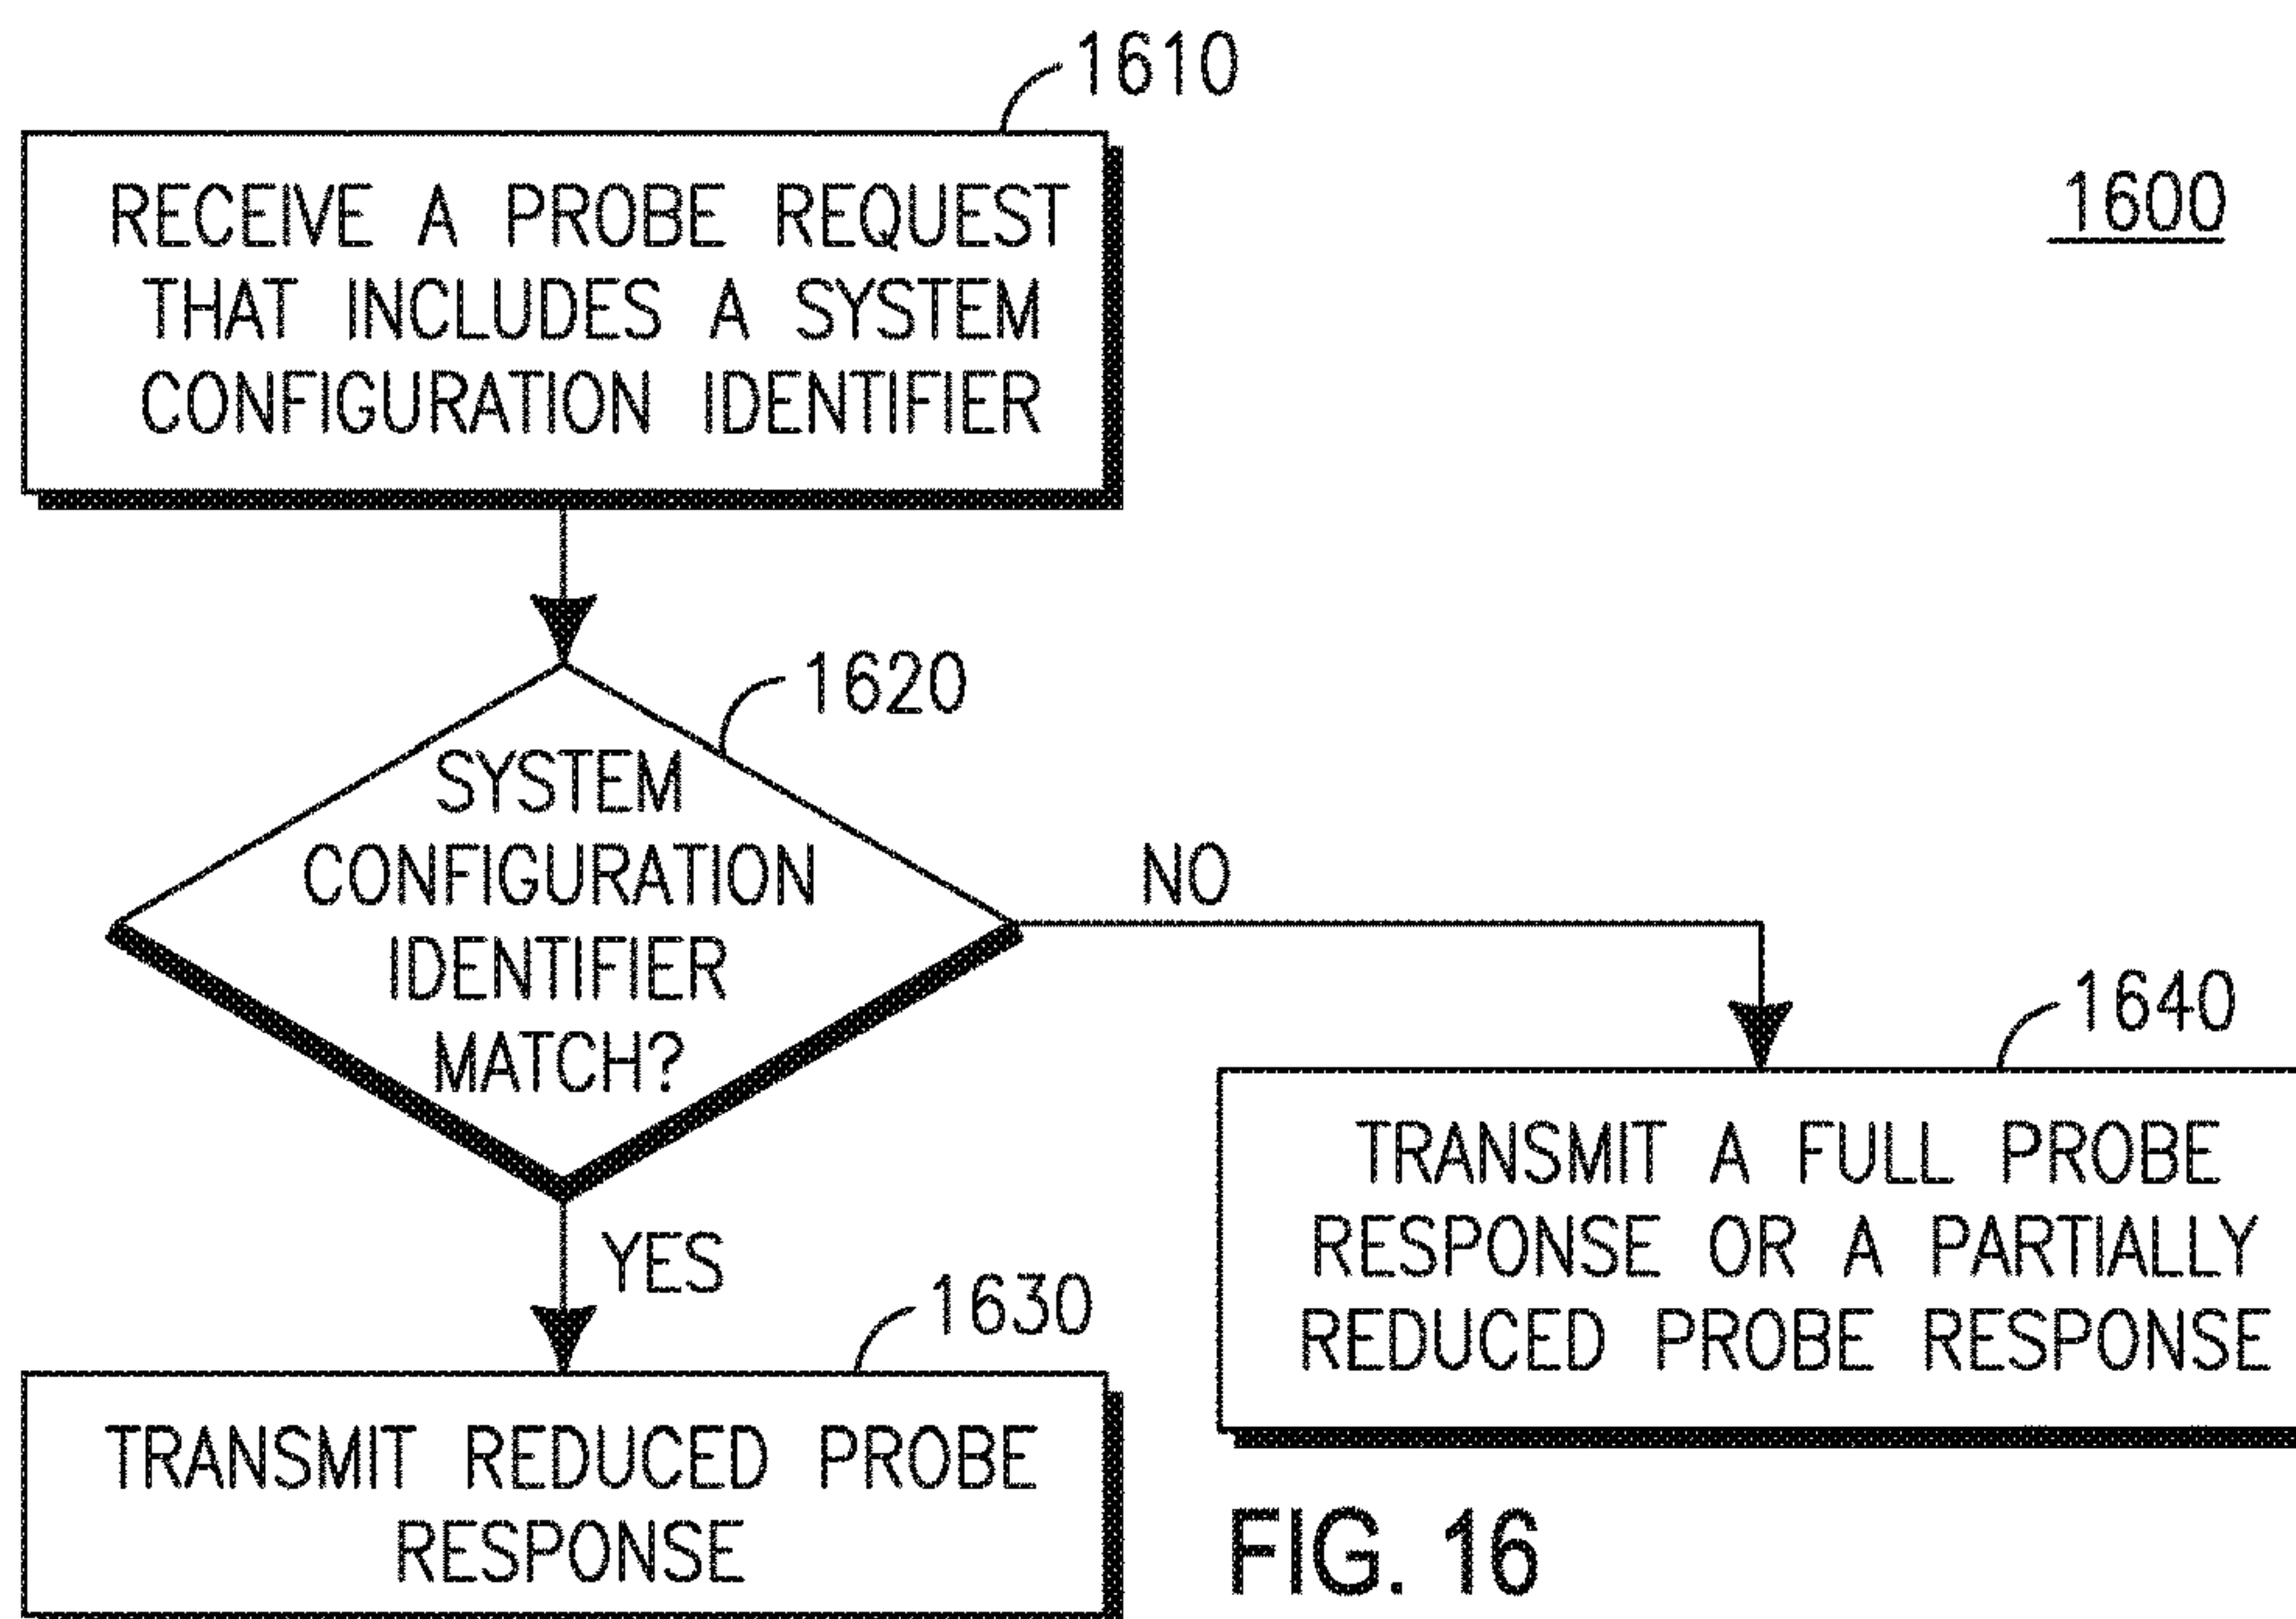 1610
1600
RECEIVE A PROBE REQUEST
THAT INCLUDES A SYSTEM
CONFIGURATION IDENTIFIER
1620
SYSTEM
CONFIGURATION
IDENTIFIER
MATCH?
NO
YES
1640
TRANSMIT A FULL PROBE
RESPONSE OR A PARTIALLY
REDUCED PROBE RESPONSE
1630
TRANSMIT REDUCED PROBE
RESPONSE
FIG. 16